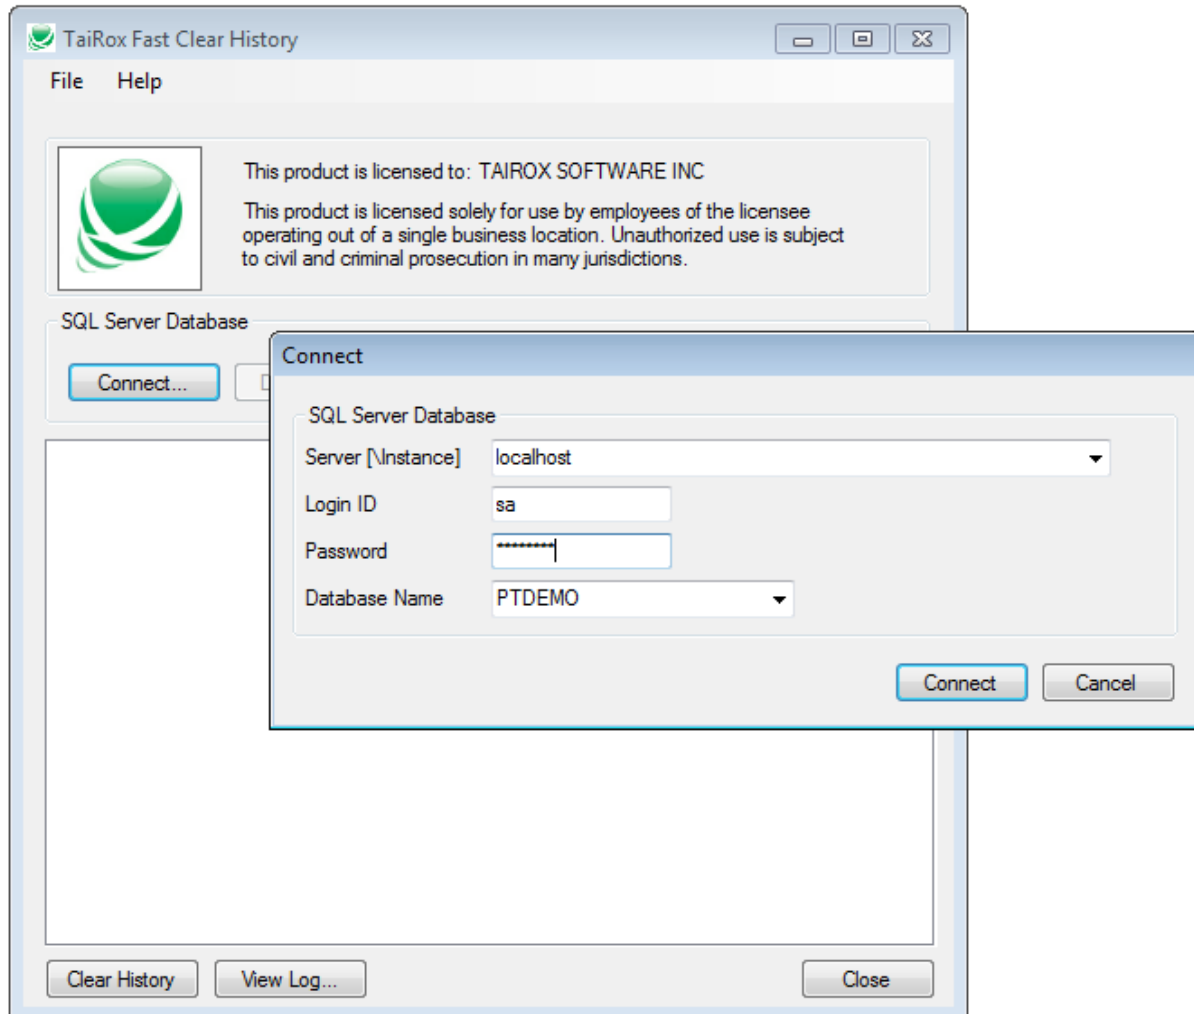 TaiRox Fast Clear History
File Help
This product is licensed to: TAIROX SOFTWARE INC
This product is licensed solely for use by employees of the licensee
operating out of a single business location. Unauthorized use is subject
to civil and criminal prosecution in many jurisdictions.
SQL Server Database
Connect...
Connect
SQL Server Database
Server [\Instance] localhost
Login ID sa
Password ********
Database Name PTDEMO
Connect Cancel
Clear History View Log... Close